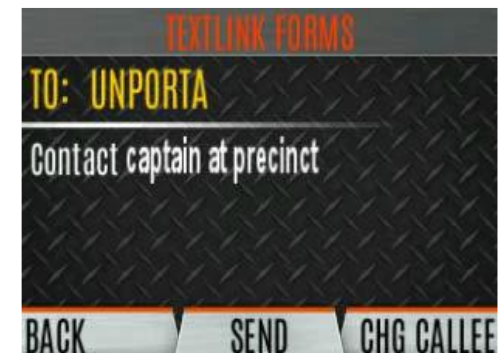 TEXTLINK FORMS
TO: UNPORTA
Contact captain at precinct
BACK SEND CHG CALLEE